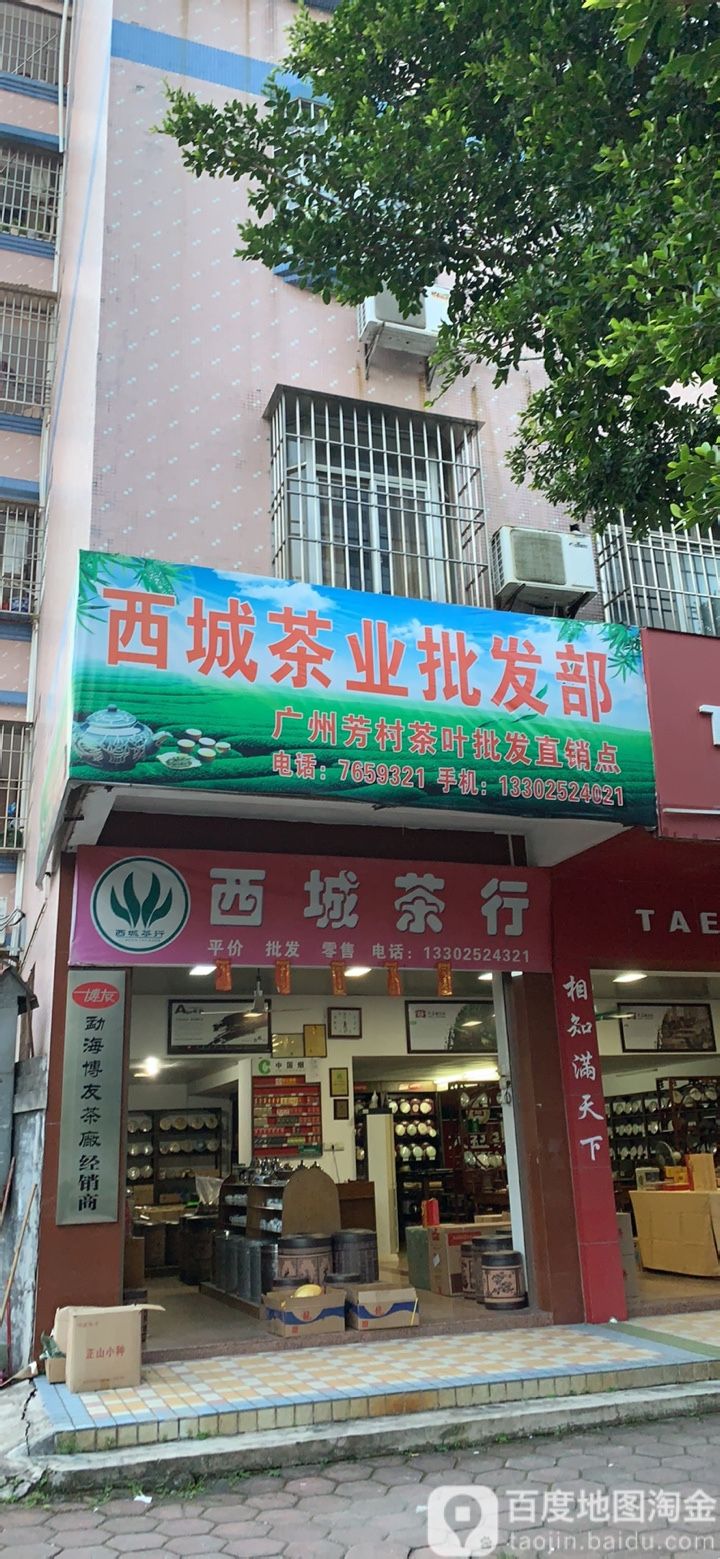 西城茶业批发部
广州芳村茶叶批发直销点
电话：7659321 手机：13302524021
西城茶行
西城茶行
平价 批发 零售 电话：13302524321
TAE
勐海博友茶廠经销商
相知满天下
中国烟
正山小种
百度地图淘金
taojin.baidu.com